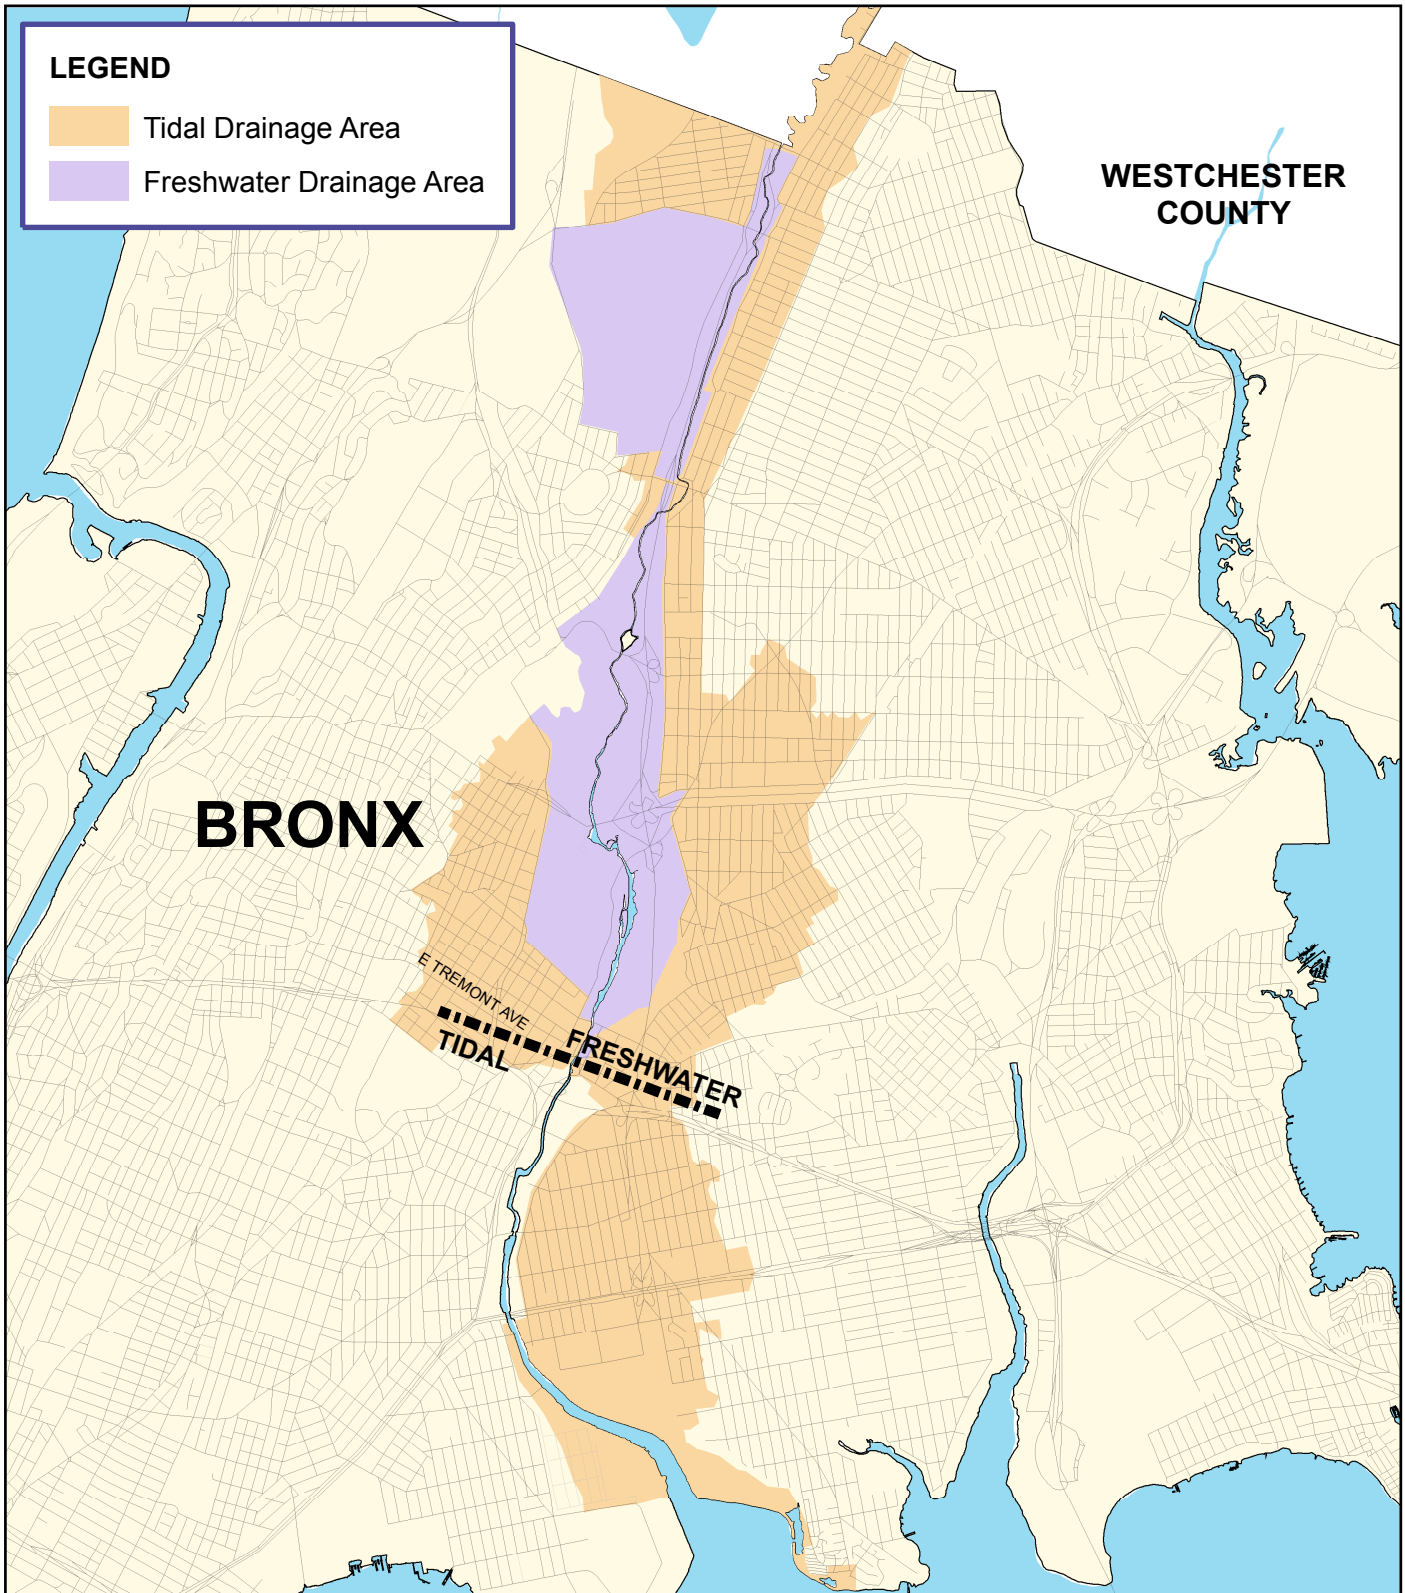 LEGEND
Tidal Drainage Area
Freshwater Drainage Area
WESTCHESTER
COUNTY
BRONX
E TREMONT AVE
TIDAL
FRESHWATER